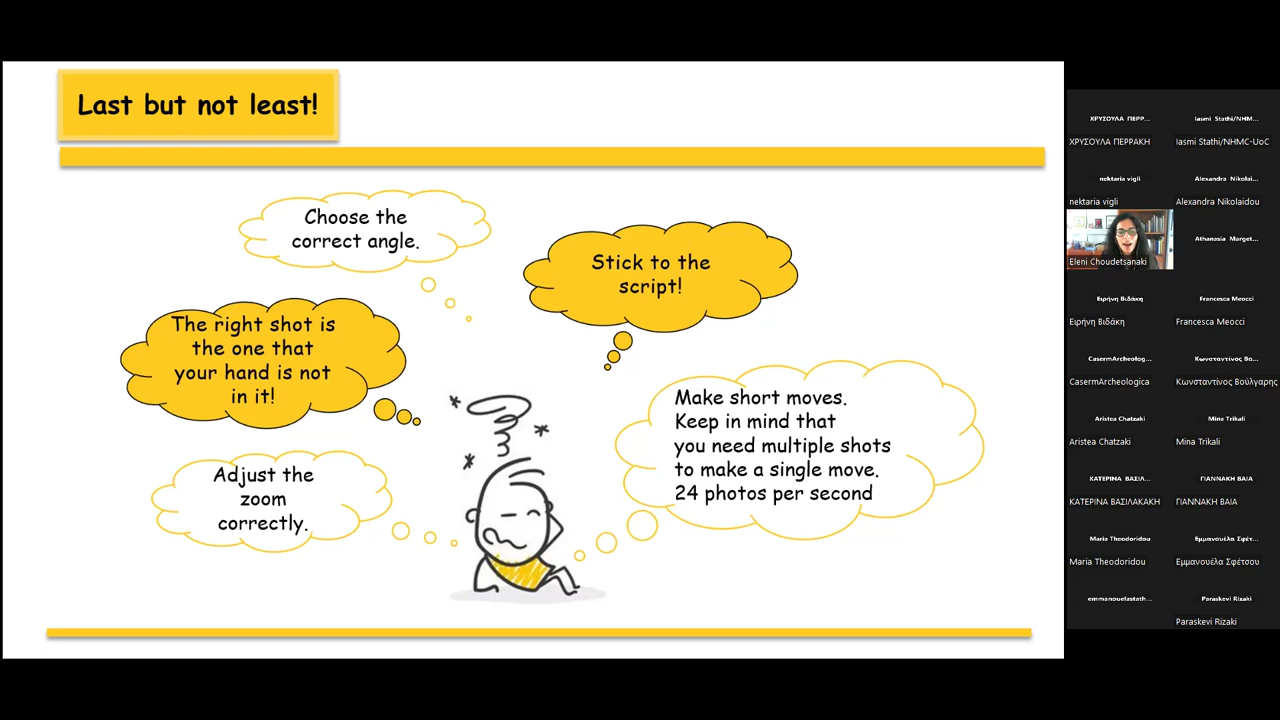 Last but not least!
Choose the
correct angle.
Stick to the
script!
The right shot is
the one that
your hand is not
in it!
Make short moves.
Keep in mind that
you need multiple shots
to make a single move.
24 photos per second
Adjust the
zoom
correctly.
ΧΡΥΣΟΥΛΑ ΠΕΡΡ...
Iasmi Stathi/NHM...
ΧΡΥΣΟΥΛΑ ΠΕΡΡΑΚΗ
Iasmi Stathi/NHMC-UoC
nektaria vigli
Alexandra Nikolai...
nektaria vigli
Alexandra Nikolaidou
Athanasia Marget...
Eleni Choudetsanaki
Ειρήνη Βιδάκη
Francesca Meocci
Ειρήνη Βιδάκη
Francesca Meocci
CasermArcheolog...
Κωνσταντίνος Βο...
CasermArcheologica
Κωνσταντίνος Βούλγαρης
Aristea Chatzaki
Mina Trikali
Aristea Chatzaki
Mina Trikali
ΚΑΤΕΡΙΝΑ ΒΑΣΙΛ...
ΓΙΑΝΝΑΚΗ ΒΑΙΑ
ΚΑΤΕΡΙΝΑ ΒΑΣΙΛΑΚΑΚΗ
ΓΙΑΝΝΑΚΗ ΒΑΙΑ
Maria Theodoridou
Εμμανουέλα Σφέτ...
Maria Theodoridou
Εμμανουέλα Σφέτσου
emmanouelastath...
Paraskevi Rizaki
Paraskevi Rizaki